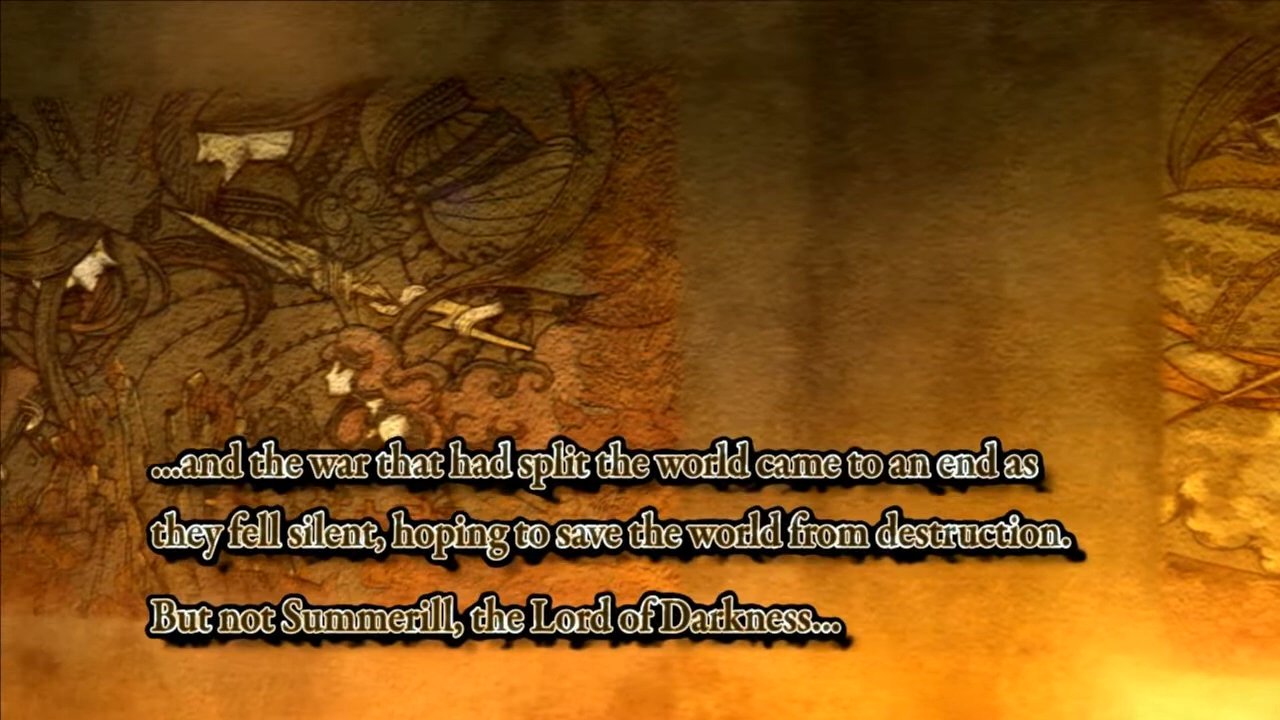 ...and the war that had split the world came to an end as
they fell silent, hoping to save the world from destruction.
But not Summerill, the Lord of Darkness...